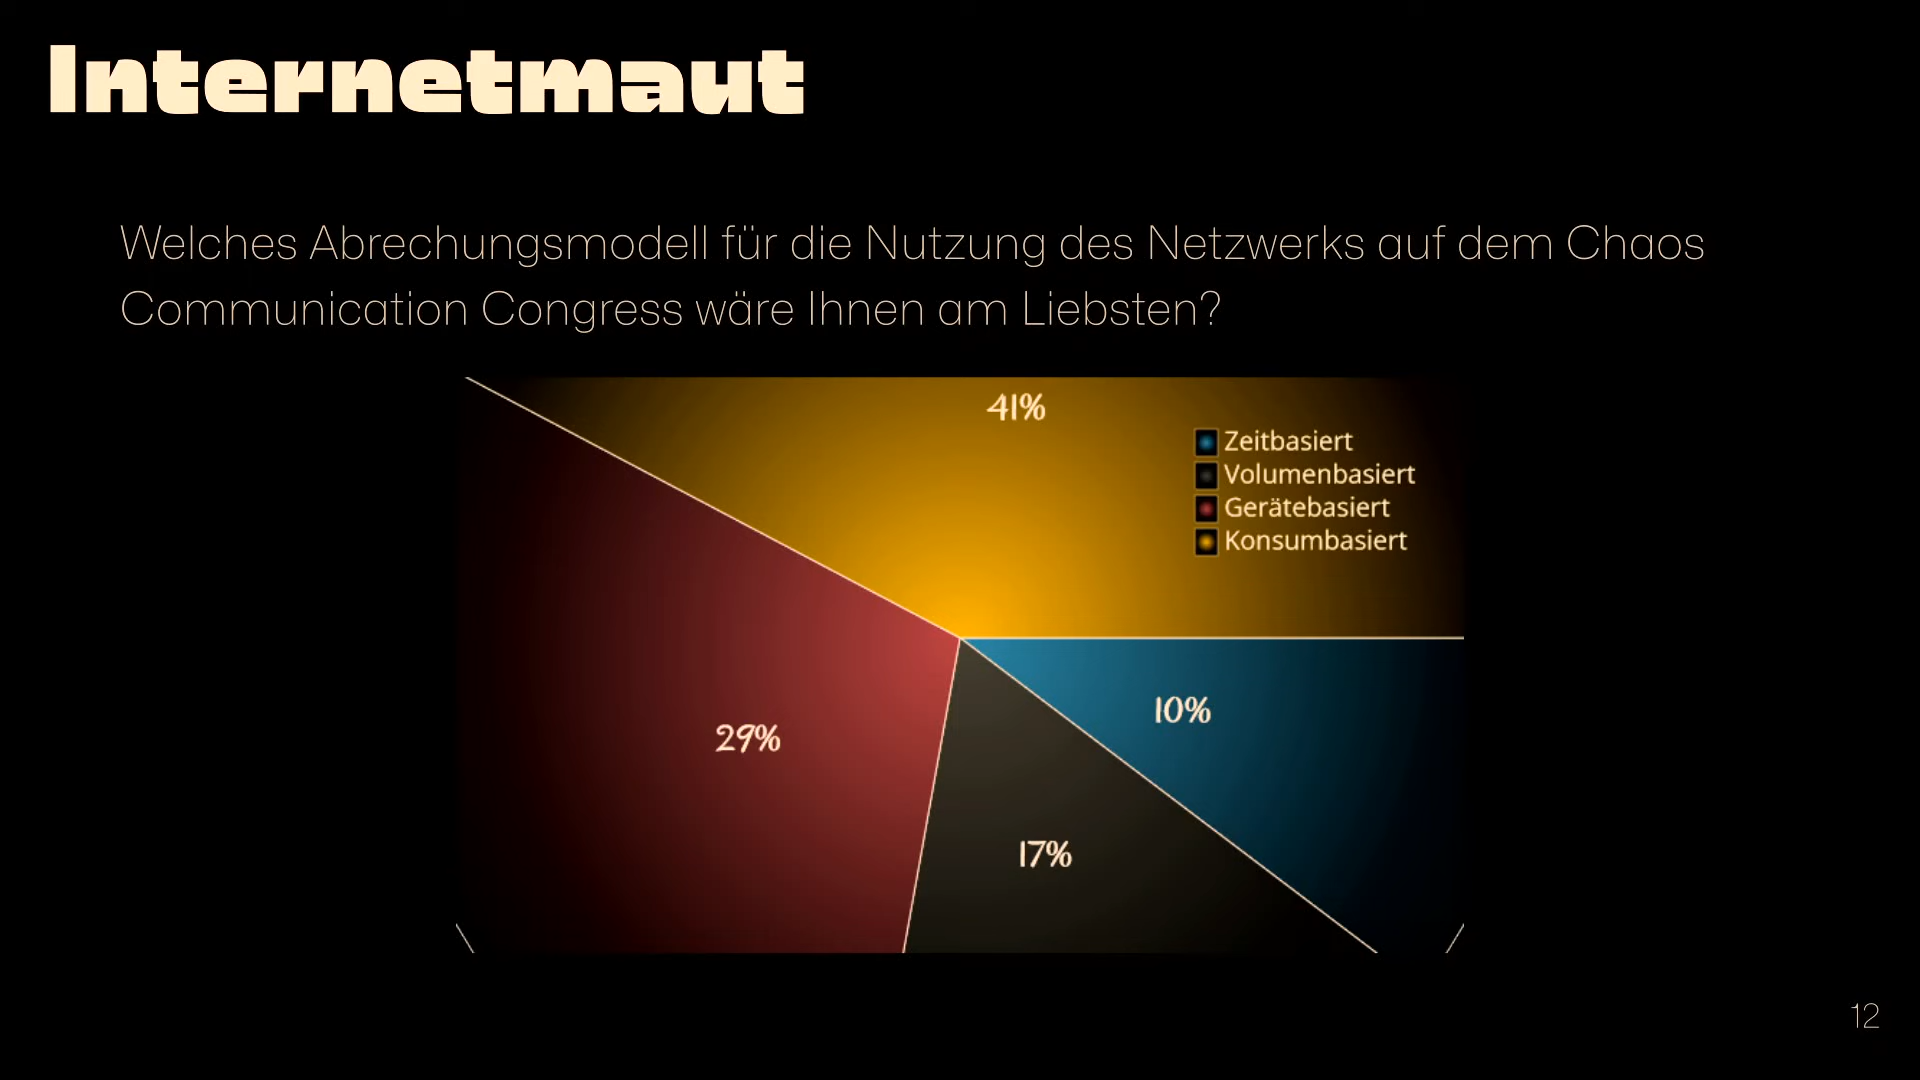 Internetmaut
Welches Abrechungsmodell für die Nutzung des Netzwerks auf dem Chaos
Communication Congress wäre Ihnen am Liebsten?
41%
Zeitbasiert
Volumenbasiert
Gerätebasiert
Konsumbasiert
10%
29%
17%
12